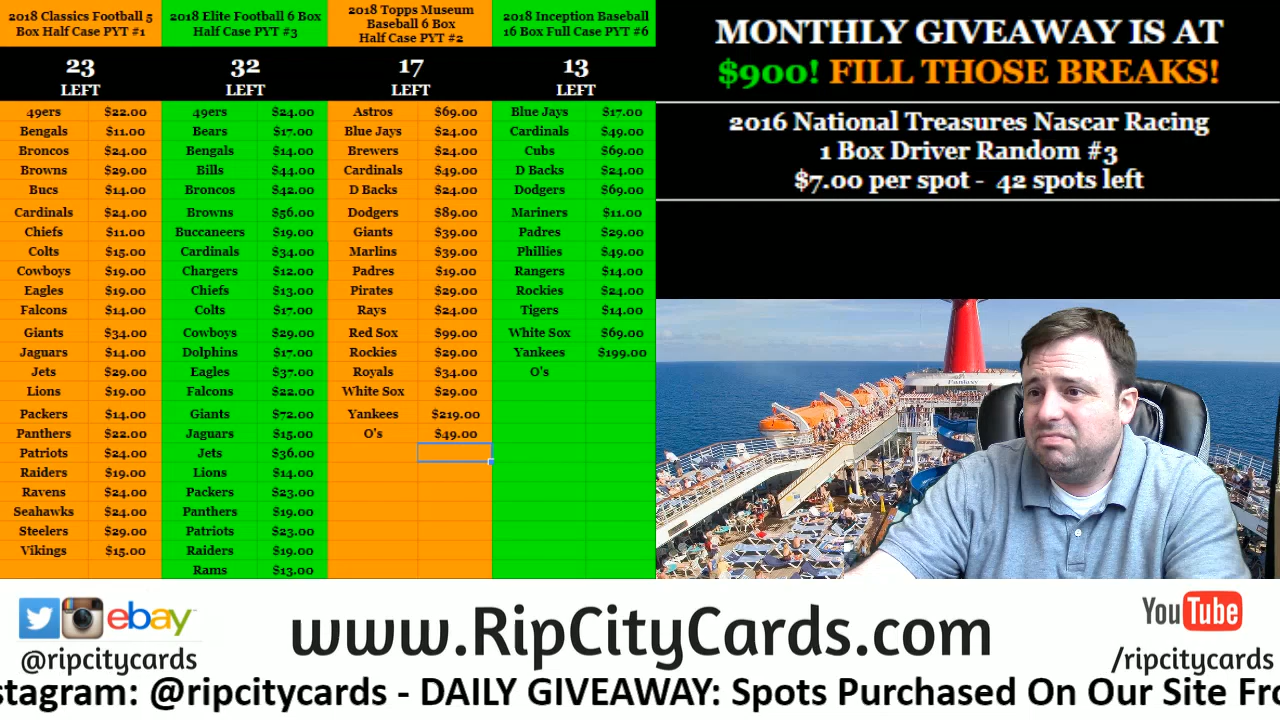 2018 Classics Football 5
Box Half Case PYT #1
23
LEFT
49ers $22.00
Bengals $11.00
Broncos $24.00
Browns $29.00
Bucs $14.00
Cardinals $24.00
Chiefs $11.00
Colts $15.00
Cowboys $19.00
Eagles $19.00
Falcons $14.00
Giants $34.00
Jaguars $14.00
Jets $29.00
Lions $19.00
Packers $14.00
Panthers $22.00
Patriots $24.00
Raiders $19.00
Ravens $24.00
Seahawks $24.00
Steelers $29.00
Vikings $15.00
2018 Elite Football 6 Box
Half Case PYT #3
32
LEFT
49ers $24.00
Bears $17.00
Bengals $14.00
Bills $44.00
Broncos $42.00
Browns $56.00
Buccaneers $19.00
Cardinals $34.00
Chargers $12.00
Chiefs $13.00
Colts $17.00
Cowboys $29.00
Dolphins $17.00
Eagles $37.00
Falcons $22.00
Giants $72.00
Jaguars $15.00
Jets $36.00
Lions $14.00
Packers $23.00
Panthers $19.00
Patriots $23.00
Raiders $19.00
Rams $13.00
2018 Topps Museum
Baseball 6 Box
Half Case PYT #2
17
LEFT
Astros $69.00
Blue Jays $24.00
Brewers $24.00
Cardinals $49.00
D Backs $24.00
Dodgers $89.00
Giants $39.00
Marlins $39.00
Padres $19.00
Pirates $29.00
Rays $24.00
Red Sox $99.00
Rockies $29.00
Royals $34.00
White Sox $29.00
Yankees $219.00
O's $49.00
2018 Inception Baseball
16 Box Full Case PYT #6
13
LEFT
Blue Jays $17.00
Cardinals $49.00
Cubs $69.00
D Backs $24.00
Dodgers $69.00
Mariners $11.00
Padres $29.00
Phillies $49.00
Rangers $14.00
Rockies $24.00
Tigers $14.00
White Sox $69.00
Yankees $199.00
O's
MONTHLY GIVEAWAY IS AT
$900! FILL THOSE BREAKS!
2016 National Treasures Nascar Racing
1 Box Driver Random #3
$7.00 per spot - 42 spots left
Fantasy
ebay
@ripcitycards
www.RipCityCards.com
YouTube
/ripcitycards
stagram: @ripcitycards - DAILY GIVEAWAY: Spots Purchased On Our Site Fro